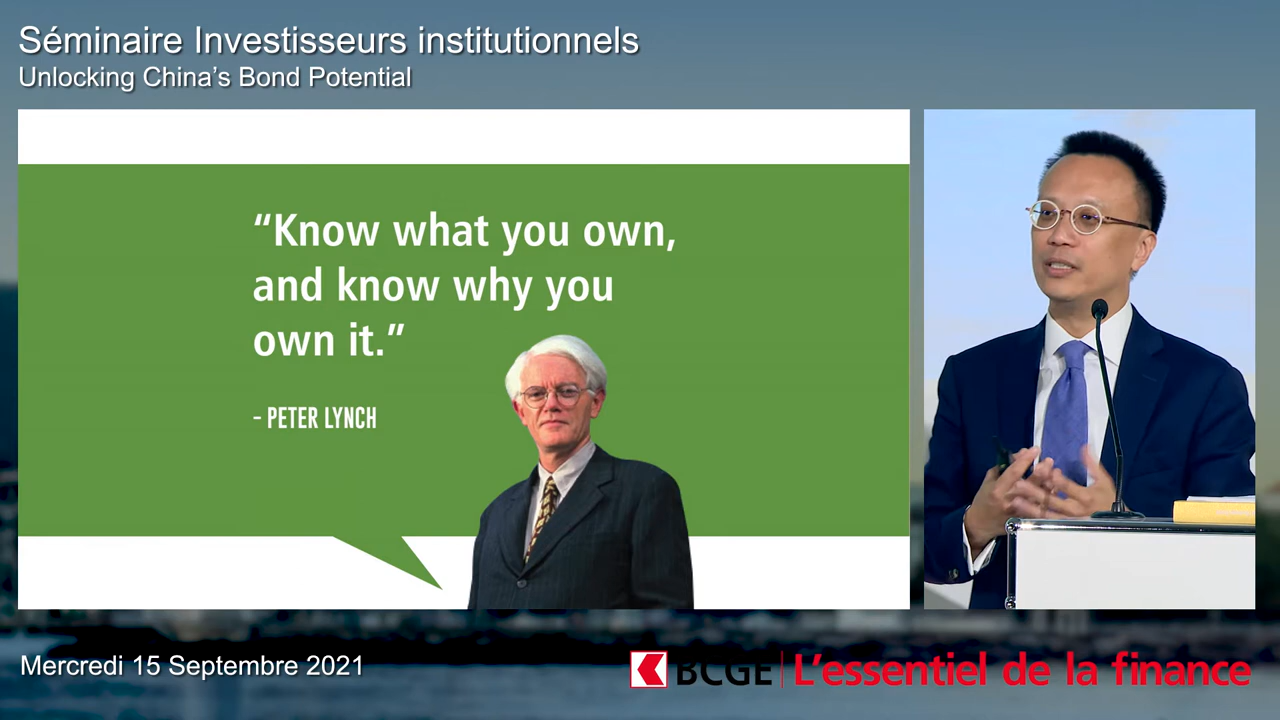 Séminaire Investisseurs institutionnels
Unlocking China’s Bond Potential
“Know what you own,
and know why you
own it.”
- PETER LYNCH
Mercredi 15 Septembre 2021
BCGE L’essentiel de la finance